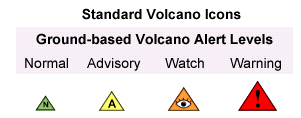 Standard Volcano Icons
Ground-based Volcano Alert Levels
Normal Advisory Watch Warning
N A !